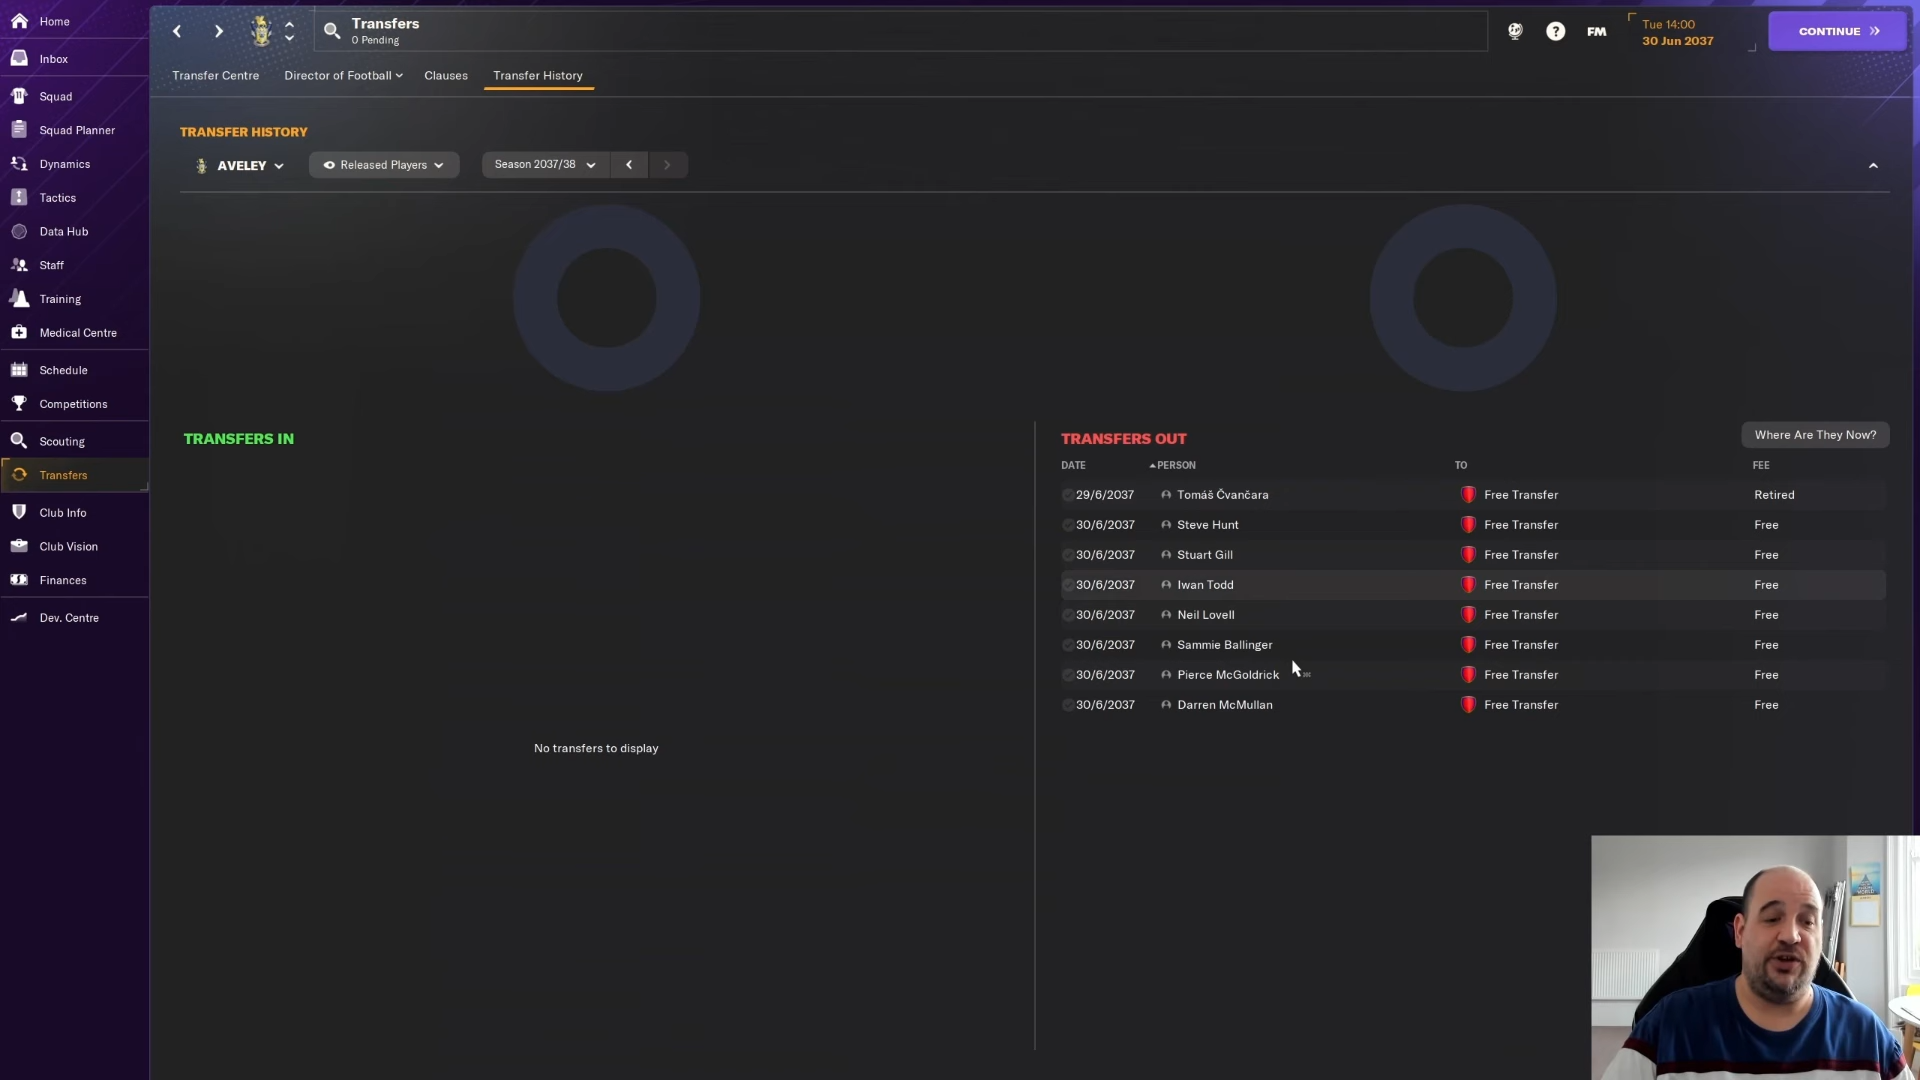 Home
Transfers
0 Pending
FM
Tue 14:00
30 Jun 2037
CONTINUE
Inbox
Transfer Centre
Director of Football
Clauses
Transfer History
Squad
Squad Planner
TRANSFER HISTORY
Dynamics
AVELEY
Released Players
Season 2037/38
Tactics
Data Hub
Staff
Training
Medical Centre
Schedule
Competitions
Scouting
Transfers
Club Info
Club Vision
Finances
Dev. Centre
TRANSFERS IN
No transfers to display
TRANSFERS OUT
Where Are They Now?
DATE PERSON TO FEE
29/6/2037 Tomáš Čvančara Free Transfer Retired
30/6/2037 Steve Hunt Free Transfer Free
30/6/2037 Stuart Gill Free Transfer Free
30/6/2037 Iwan Todd Free Transfer Free
30/6/2037 Neil Lovell Free Transfer Free
30/6/2037 Sammie Ballinger Free Transfer Free
30/6/2037 Pierce McGoldrick Free Transfer Free
30/6/2037 Darren McMullan Free Transfer Free